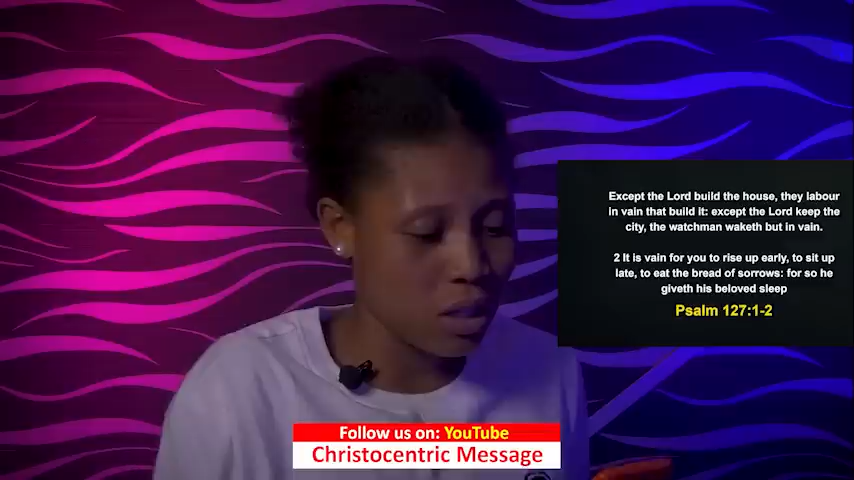 Except the Lord build the house, they labour
in vain that build it: except the Lord keep the
city, the watchman waketh but in vain.
2 It is vain for you to rise up early, to sit up
late, to eat the bread of sorrows: for so he
giveth his beloved sleep
Psalm 127:1-2
Follow us on: YouTube
Christocentric Message